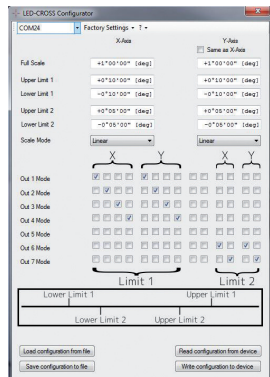 LED-CROSS Configurator
COM24 Factory Settings ?
X-Axis Y-Axis
Same as X-Axis
Full Scale +1°00'00" [deg] +1°00'00" [deg]
Upper Limit 1 +0°10'00" [deg] +0°10'00" [deg]
Lower Limit 1 -0°10'00" [deg] -0°10'00" [deg]
Upper Limit 2 +0°05'00" [deg] +0°05'00" [deg]
Lower Limit 2 -0°05'00" [deg] -0°05'00" [deg]
Scale Mode Linear Linear
X Y X Y
Out 1 Mode
Out 2 Mode
Out 3 Mode
Out 4 Mode
Out 5 Mode
Out 6 Mode
Out 7 Mode
Limit 1 Limit 2
Lower Limit 1 Upper Limit 1
Lower Limit 2 Upper Limit 2
Load configuration from file Read configuration from device
Save configuration to file Write configuration to device